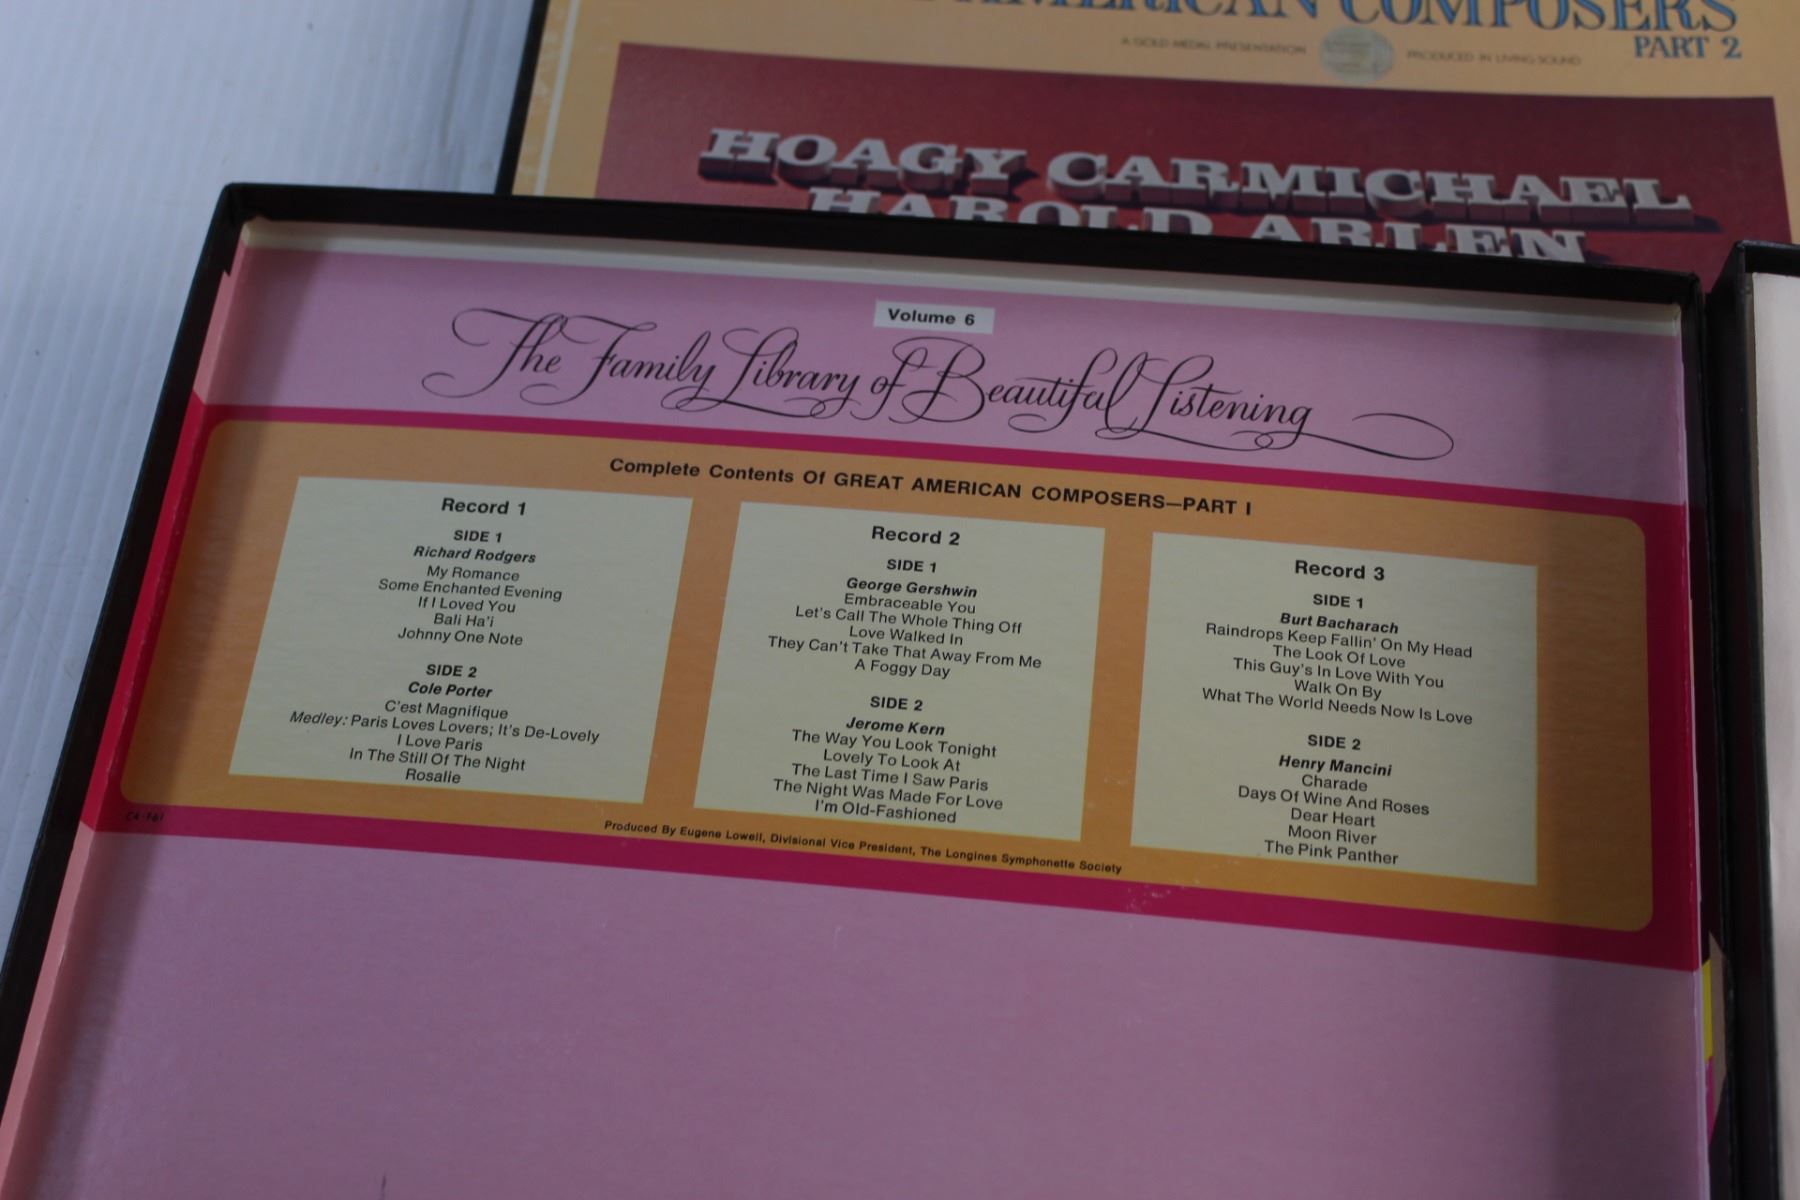 AMERICAN COMPOSERS
PART 2
A GOLD MEDAL PRESENTATION
PRODUCED IN LIVING SOUND
HOAGY CARMICHAEL
HAROLD ARLEN
Volume 6
The Family Library of Beautiful Listening
Complete Contents Of GREAT AMERICAN COMPOSERS—PART I
Record 1
SIDE 1
Richard Rodgers
My Romance
Some Enchanted Evening
If I Loved You
Bali Ha'i
Johnny One Note
SIDE 2
Cole Porter
C'est Magnifique
Medley: Paris Loves Lovers; It's De-Lovely
I Love Paris
In The Still Of The Night
Rosalie
Record 2
SIDE 1
George Gershwin
Embraceable You
Let's Call The Whole Thing Off
Love Walked In
They Can't Take That Away From Me
A Foggy Day
SIDE 2
Jerome Kern
The Way You Look Tonight
Lovely To Look At
The Last Time I Saw Paris
The Night Was Made For Love
I'm Old-Fashioned
Record 3
SIDE 1
Burt Bacharach
Raindrops Keep Fallin' On My Head
The Look Of Love
This Guy's In Love With You
Walk On By
What The World Needs Now Is Love
SIDE 2
Henry Mancini
Charade
Days Of Wine And Roses
Dear Heart
Moon River
The Pink Panther
Produced By Eugene Lowell, Divisional Vice President, The Longines Symphonette Society